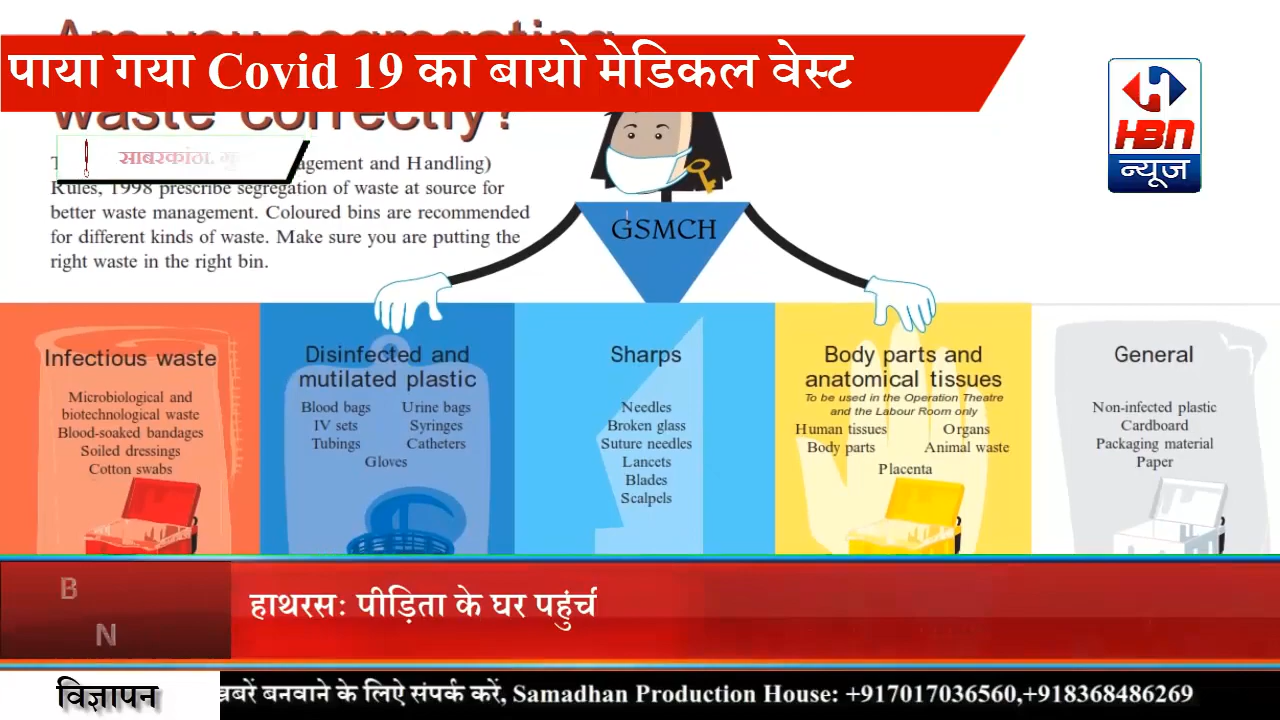 Are you segregating
पाया गया Covid 19 का बायो मेडिकल वेस्ट
waste correctly?
HBN
न्यूज
साबरकांठा,
agement and Handling)
Rules, 1998 prescribe segregation of waste at source for
better waste management. Coloured bins are recommended
for different kinds of waste. Make sure you are putting the
right waste in the right bin.
GSMCH
Infectious waste
Microbiological and
biotechnological waste
Blood-soaked bandages
Soiled dressings
Cotton swabs
Disinfected and
mutilated plastic
Blood bags Urine bags
IV sets Syringes
Tubings Catheters
Gloves
Sharps
Needles
Broken glass
Suture needles
Lancets
Blades
Scalpels
Body parts and
anatomical tissues
To be used in the Operation Theatre
and the Labour Room only
Human tissues Organs
Body parts Animal waste
Placenta
General
Non-infected plastic
Cardboard
Packaging material
Paper
B
N
हाथरसः पीड़िता के घर पहुंची
विज्ञापन
खबरें बनवाने के लिऐ संपर्क करें, Samadhan Production House: +917017036560,+918368486269